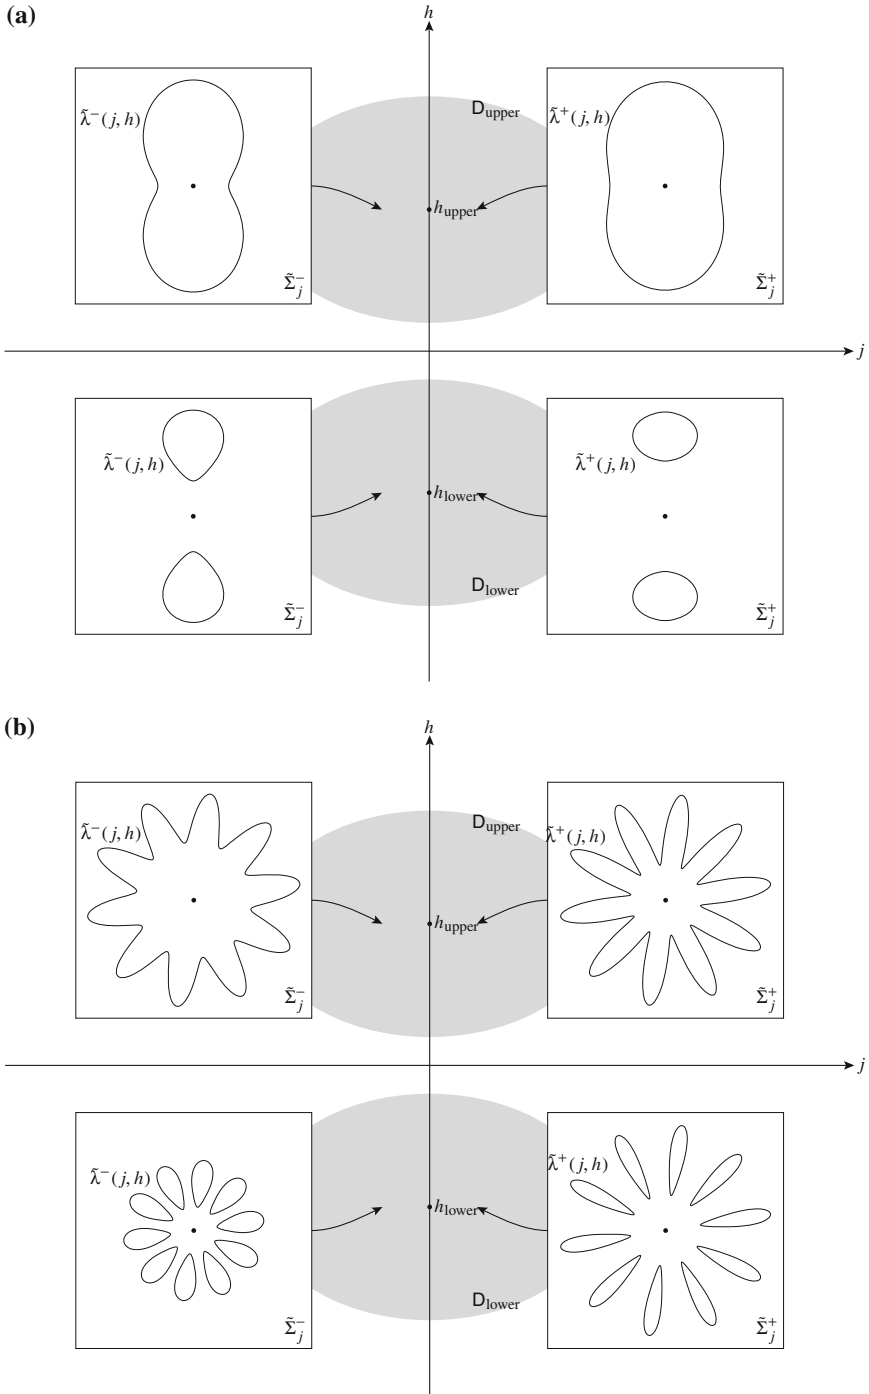 (a)
h
λ̃⁻(j, h)
D_upper
λ̃⁺(j, h)
h_upper
Σ̃_j⁻
Σ̃_j⁺
j
λ̃⁻(j, h)
λ̃⁺(j, h)
h_lower
D_lower
Σ̃_j⁻
Σ̃_j⁺
(b)
h
λ̃⁻(j, h)
D_upper
λ̃⁺(j, h)
h_upper
Σ̃_j⁻
Σ̃_j⁺
j
λ̃⁻(j, h)
λ̃⁺(j, h)
h_lower
D_lower
Σ̃_j⁻
Σ̃_j⁺